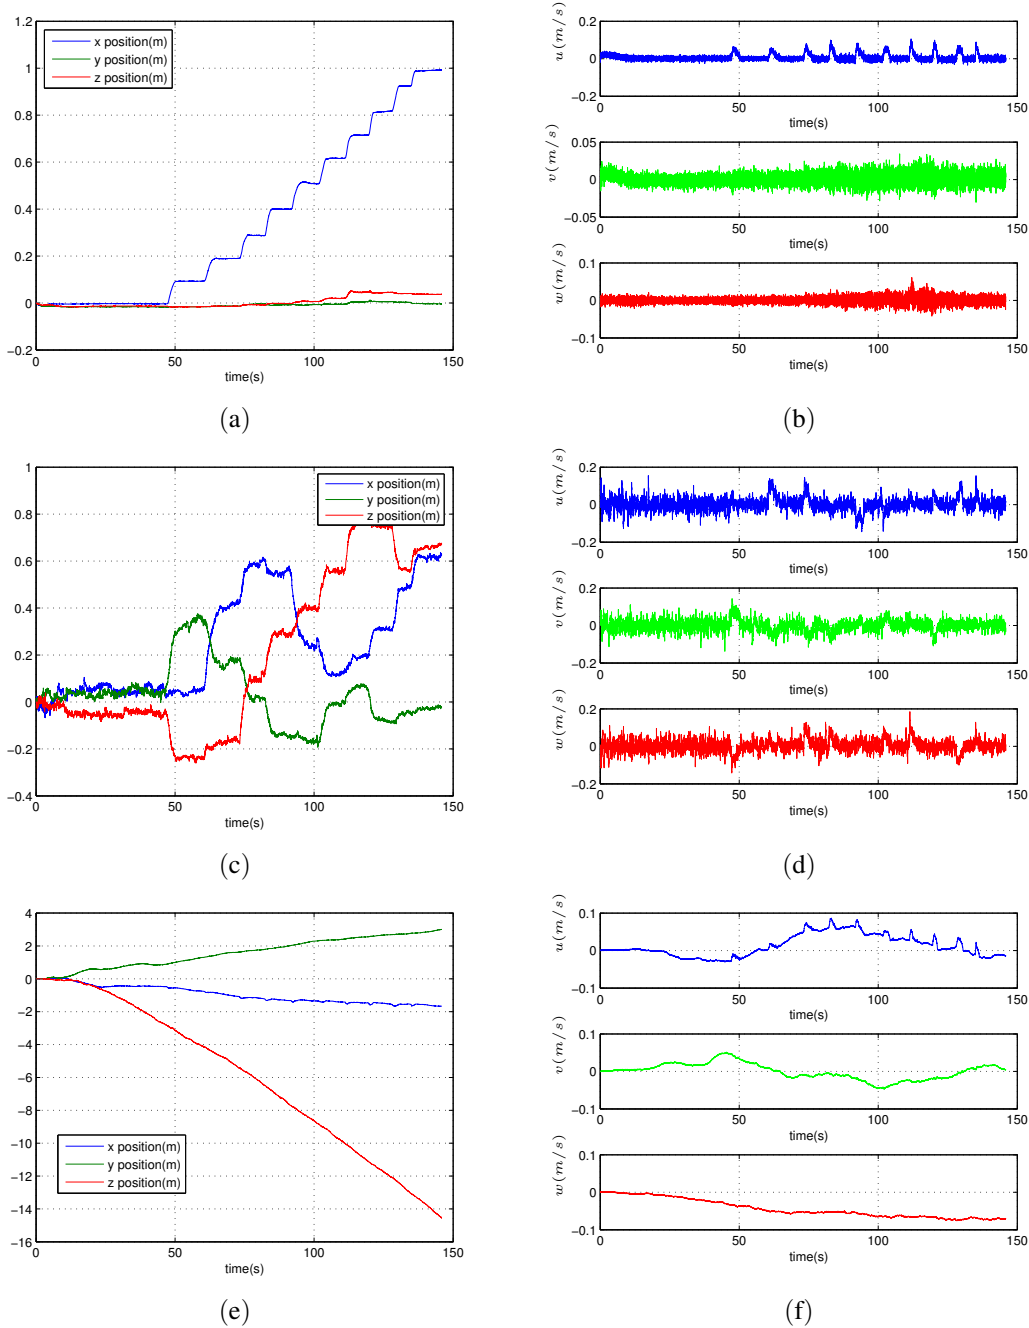 1.2
1
0.8
0.6
0.4
0.2
0
−0.2
x position(m)
y position(m)
z position(m)
0 50 100 150
time(s)
(a)
u(m/s)
0.2
0
−0.2
0 50 100 150
time(s)
v(m/s)
0.05
0
−0.05
0 50 100 150
time(s)
w(m/s)
0.1
0
−0.1
0 50 100 150
time(s)
(b)
1
0.8
0.6
0.4
0.2
0
−0.2
−0.4
x position(m)
y position(m)
z position(m)
0 50 100 150
time(s)
(c)
u(m/s)
0.2
0
−0.2
0 50 100 150
time(s)
v(m/s)
0.2
0
−0.2
0 50 100 150
time(s)
w(m/s)
0.2
0
−0.2
0 50 100 150
time(s)
(d)
4
2
0
−2
−4
−6
−8
−10
−12
−14
−16
x position(m)
y position(m)
z position(m)
0 50 100 150
time(s)
(e)
u(m/s)
0.1
0
−0.1
0 50 100 150
time(s)
v(m/s)
0.1
0
−0.1
0 50 100 150
time(s)
w(m/s)
0.1
0
−0.1
0 50 100 150
time(s)
(f)